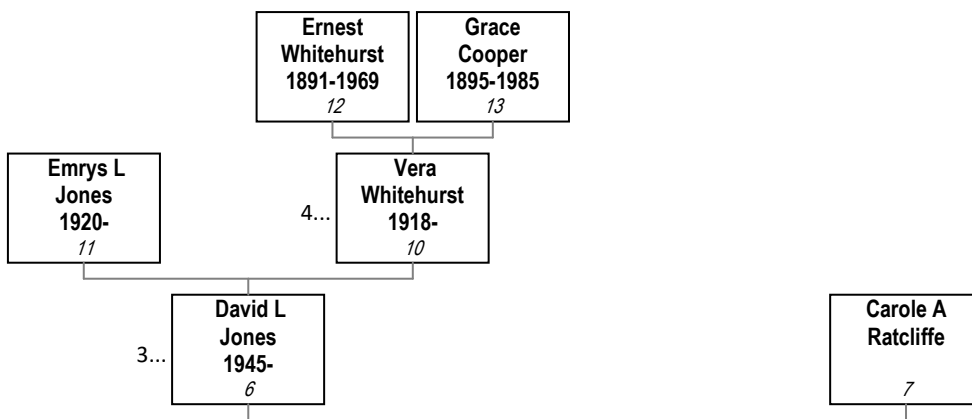 Ernest
Whitehurst
1891-1969
12
Grace
Cooper
1895-1985
13
Emrys L
Jones
1920-
11
4...
Vera
Whitehurst
1918-
10
3...
David L
Jones
1945-
6
Carole A
Ratcliffe
7